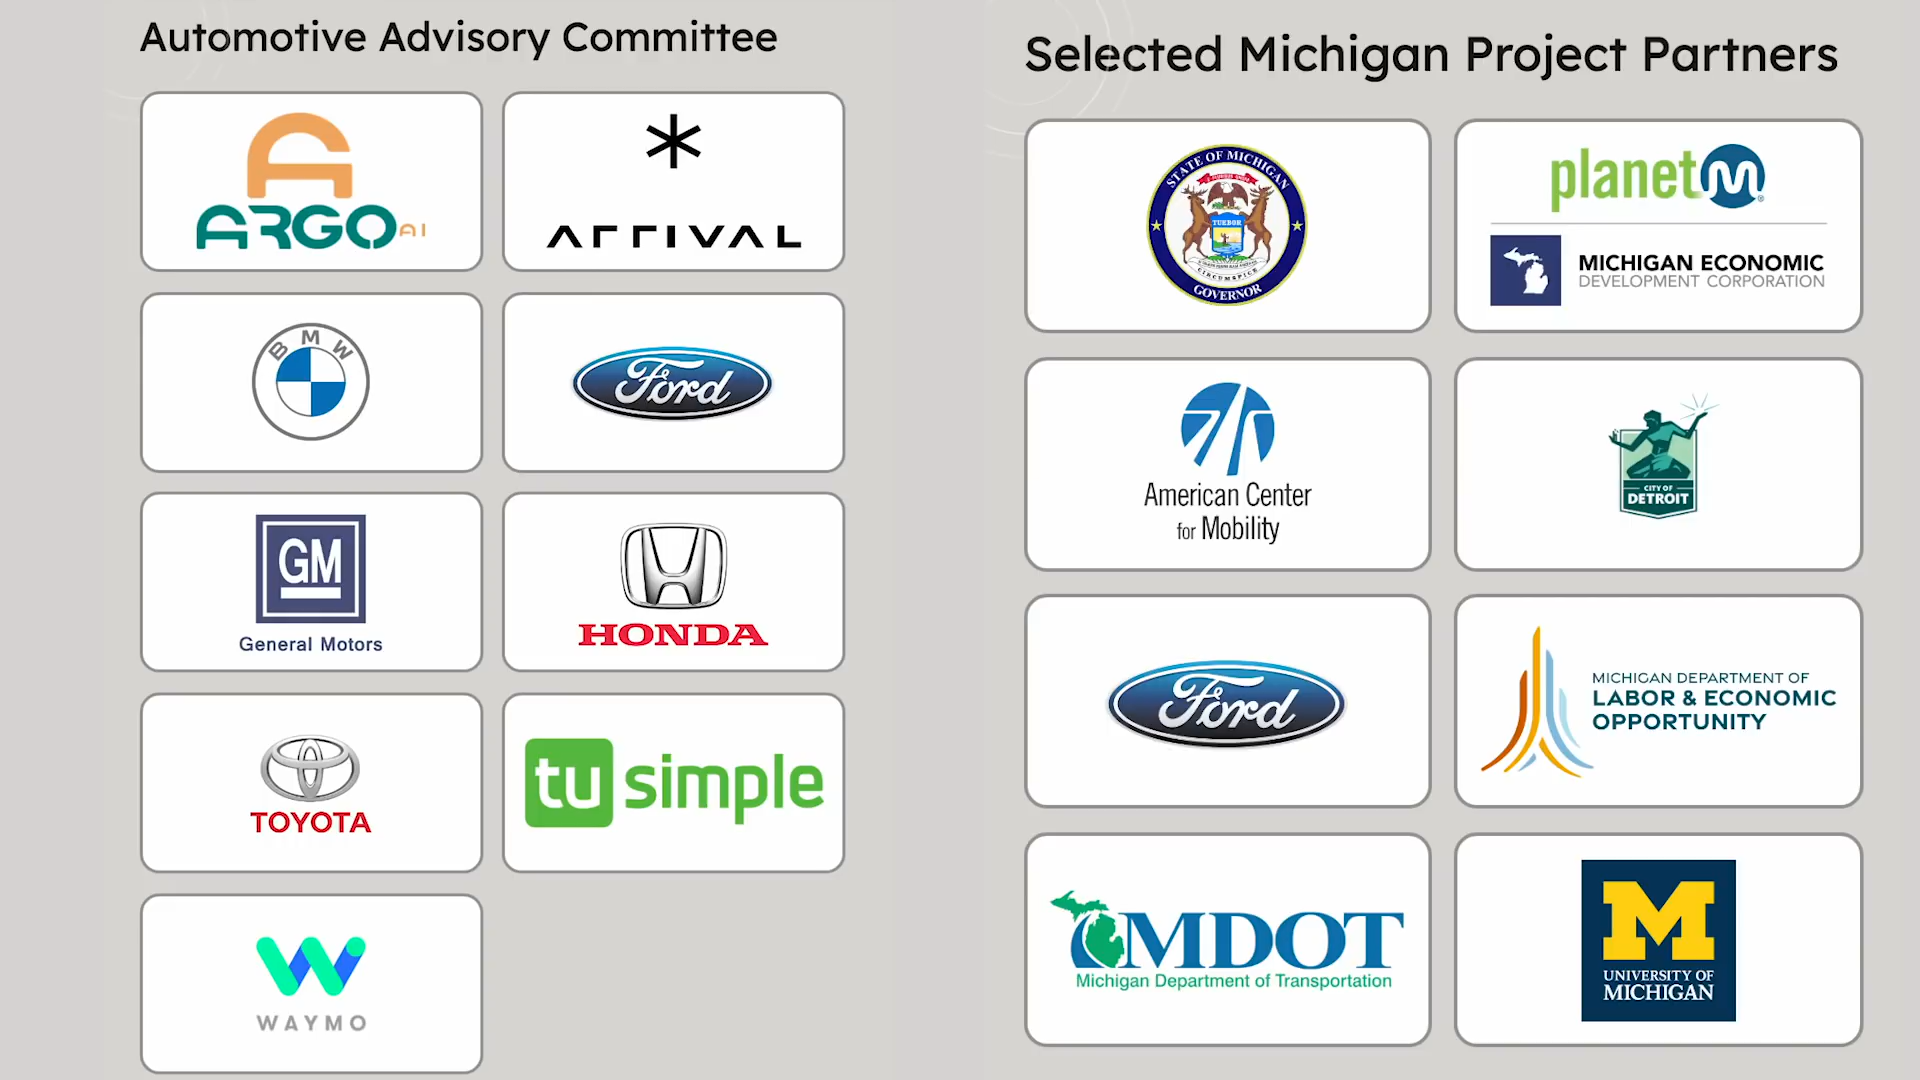 Automotive Advisory Committee
ARGO AI
ARRIVAL
BMW
Ford
GM
General Motors
HONDA
TOYOTA
tu simple
WAYMO
Selected Michigan Project Partners
STATE OF MICHIGAN
TUEBOR
CIRCUMSPICE
GOVERNOR
planet M
MICHIGAN ECONOMIC
DEVELOPMENT CORPORATION
American Center
for Mobility
CITY OF
DETROIT
Ford
MICHIGAN DEPARTMENT OF
LABOR & ECONOMIC
OPPORTUNITY
MDOT
Michigan Department of Transportation
M
UNIVERSITY OF
MICHIGAN